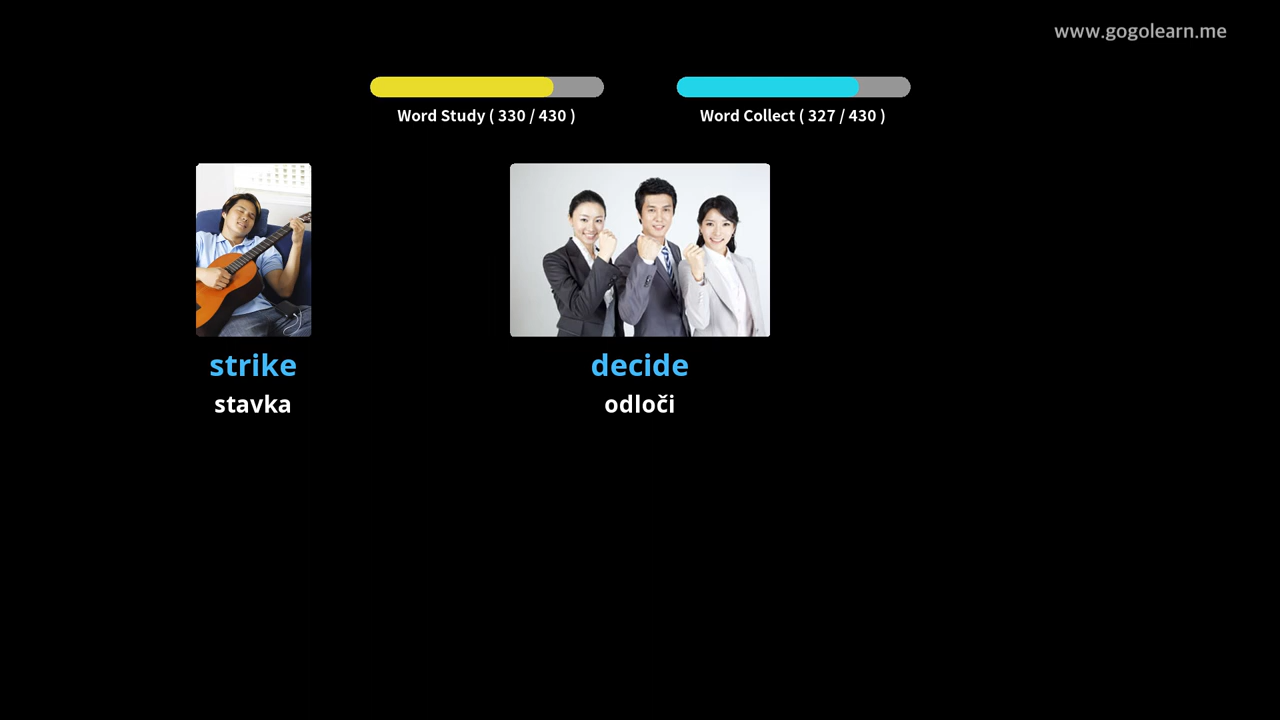 www.gogolearn.me
Word Study ( 330 / 430 )
Word Collect ( 327 / 430 )
strike
decide
stavka
odloči